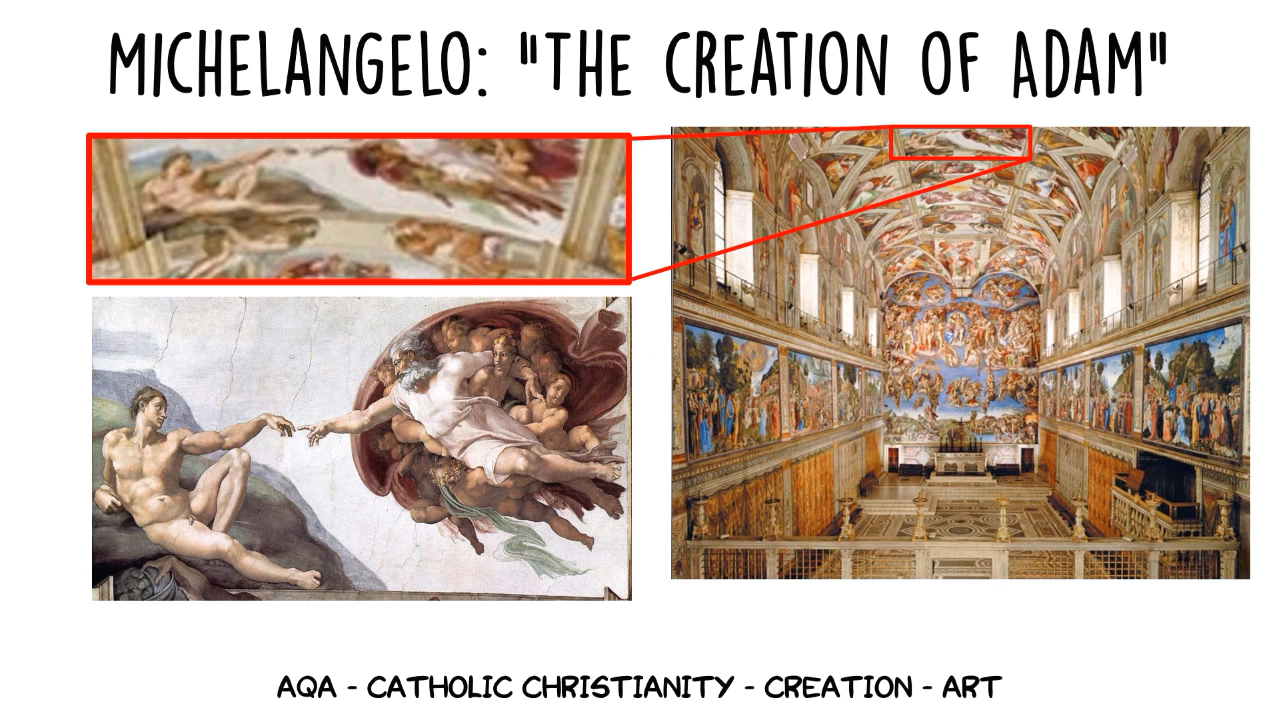 MICHELANGELO: "THE CREATION OF ADAM"
AQA - CATHOLIC CHRISTIANITY - CREATION - ART